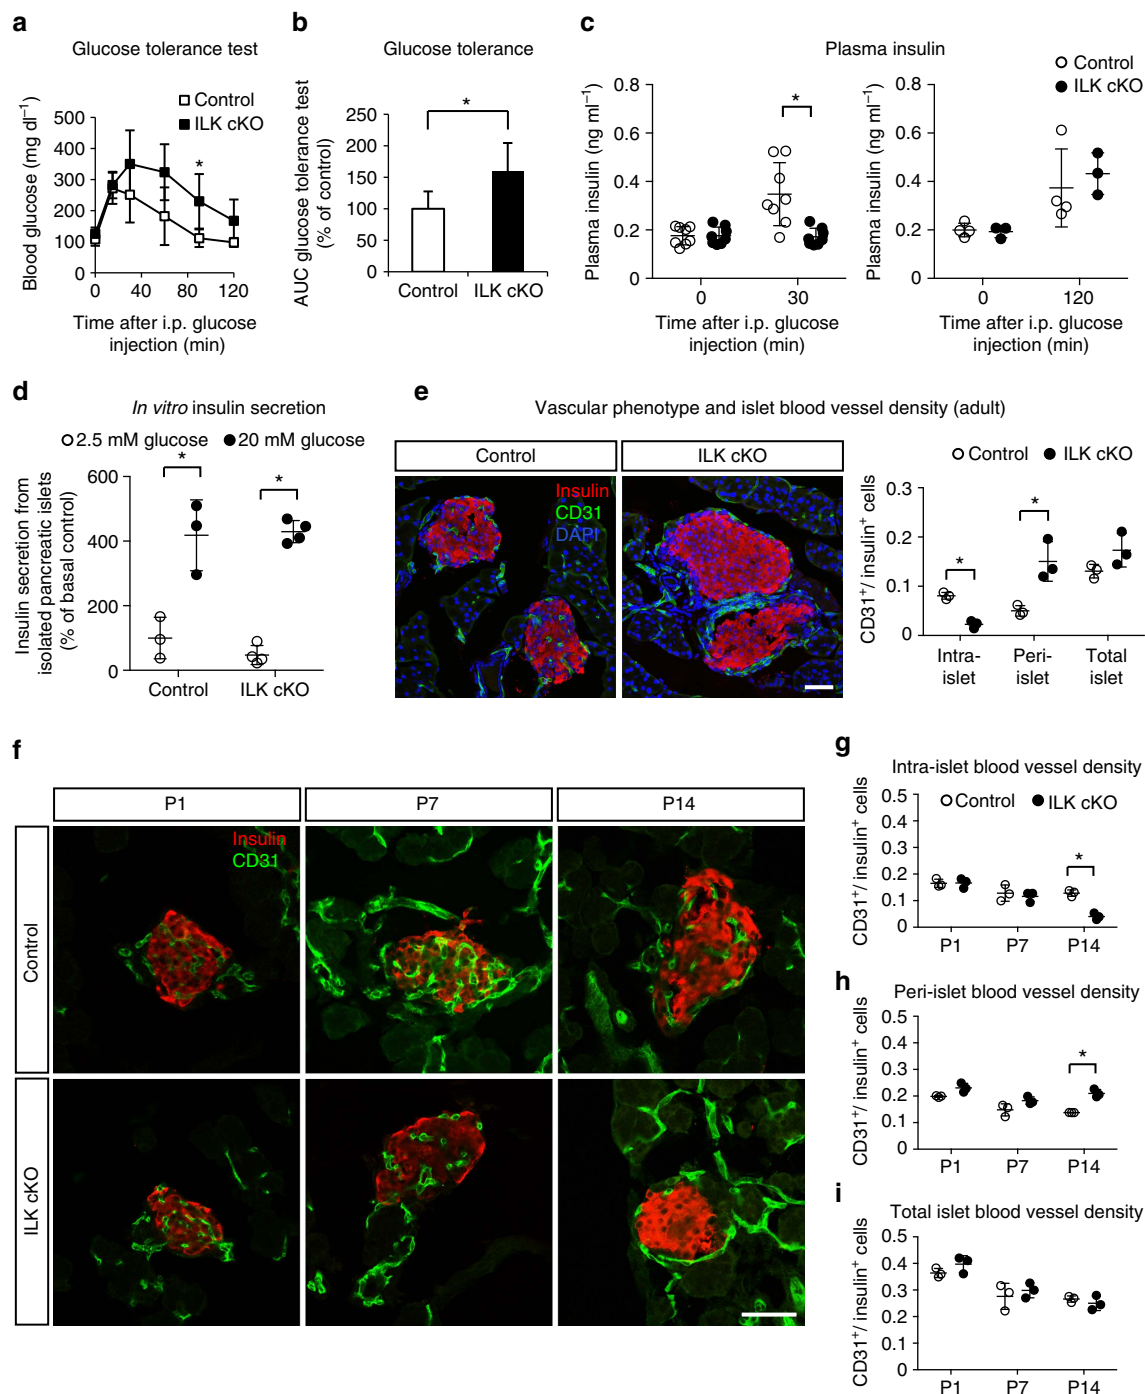 a
Glucose tolerance test
Control
ILK cKO
Blood glucose (mg dl⁻¹)
500
400
300
200
100
0
*
0 40 80 120
Time after i.p. glucose
injection (min)
b
Glucose tolerance
AUC glucose tolerance test
(% of control)
250
200
150
100
50
0
*
Control ILK cKO
c
Plasma insulin
Control
ILK cKO
Plasma insulin (ng ml⁻¹)
0.8
0.6
0.4
0.2
0
*
0 30
Time after i.p. glucose
injection (min)
Plasma insulin (ng ml⁻¹)
0.8
0.6
0.4
0.2
0
0 120
Time after i.p. glucose
injection (min)
d
In vitro insulin secretion
2.5 mM glucose 20 mM glucose
Insulin secretion from
isolated pancreatic islets
(% of basal control)
600
400
200
0
* *
Control ILK cKO
e
Vascular phenotype and islet blood vessel density (adult)
Control ILK cKO
Insulin
CD31
DAPI
Control ILK cKO
CD31⁺/ insulin⁺ cells
0.3
0.2
0.1
0
* *
Intra-
islet
Peri-
islet
Total
islet
f
P1 P7 P14
Control
ILK cKO
Insulin
CD31
g
Intra-islet blood vessel density
Control ILK cKO
CD31⁺/ insulin⁺ cells
0.5
0.4
0.3
0.2
0.1
0
*
P1 P7 P14
h
Peri-islet blood vessel density
CD31⁺/ insulin⁺ cells
0.5
0.4
0.3
0.2
0.1
0
*
P1 P7 P14
i
Total islet blood vessel density
CD31⁺/ insulin⁺ cells
0.5
0.4
0.3
0.2
0.1
0
P1 P7 P14